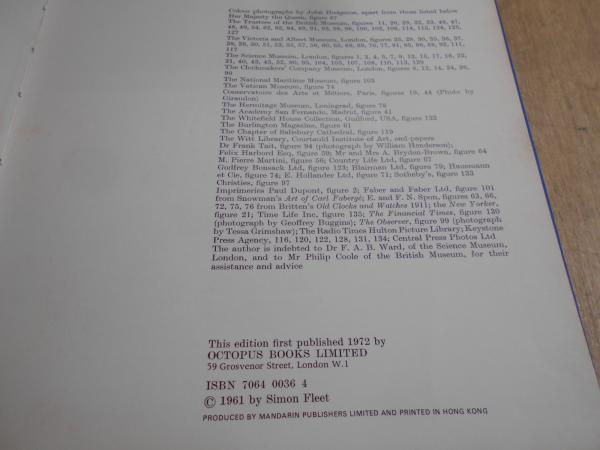 Colour photographs by John Hodgson, apart from those listed below
Her Majesty the Queen, figure 67
The Trustees of the British Museum, figures
127
The Victoria and Albert Museum, London, figures
117
The Science Museum, London, figures
The Clockmakers' Company Museum, London, figures
90
The National Maritime Museum, figure 103
The Vatican Museum, figure 74
Conservatoire des Arts et Métiers, Paris, figures 19, 44 (Photo by
Giraudon)
The Hermitage Museum, Leningrad, figure 76
The Academy San Fernando, Madrid, figure 41
The Whitefield House Collection, Guilford, USA, figure 132
The Burlington Magazine, figure 61
The Chapter of Salisbury Cathedral, figure 119
The Witt Library, Courtauld Institute of Art, end-papers
Dr Frank Tait, figure 94 (photograph by William Henderson);
Felix Harbord Esq, figure 59; Mr and Mrs A. Bryden-Brown, figure 64
M. Pierre Martini, figure 56; Country Life Ltd, figure 67
Godfrey Bonsack Ltd, figure 123; Blairman Ltd, figure 79; Hausmann
et Cie, figure 74; E. Hollander Ltd, figure 71; Sotheby's, figure 133
Christies, figure 97
Imprimeries Paul Dupont, figure 2; Faber and Faber Ltd, figure 101
from Snowman's Art of Carl Fabergé; E. and F. N. Spon, figures 63, 66,
72, 75, 76 from Britten's Old Clocks and Watches 1911; the New Yorker,
figure 21; Time Life Inc, figure 135; The Financial Times, figure 130
(photograph by Geoffrey Buggins); The Observer, figure 99 (photograph
by Tessa Grimshaw); The Radio Times Hulton Picture Library; Keystone
Press Agency, 116, 120, 122, 128, 131, 134; Central Press Photos Ltd
The author is indebted to Dr F. A. B. Ward, of the Science Museum,
London, and to Mr Philip Coole of the British Museum, for their
assistance and advice
This edition first published 1972 by
OCTOPUS BOOKS LIMITED
59 Grosvenor Street, London W.1
ISBN 7064 0036 4
© 1961 by Simon Fleet
PRODUCED BY MANDARIN PUBLISHERS LIMITED AND PRINTED IN HONG KONG